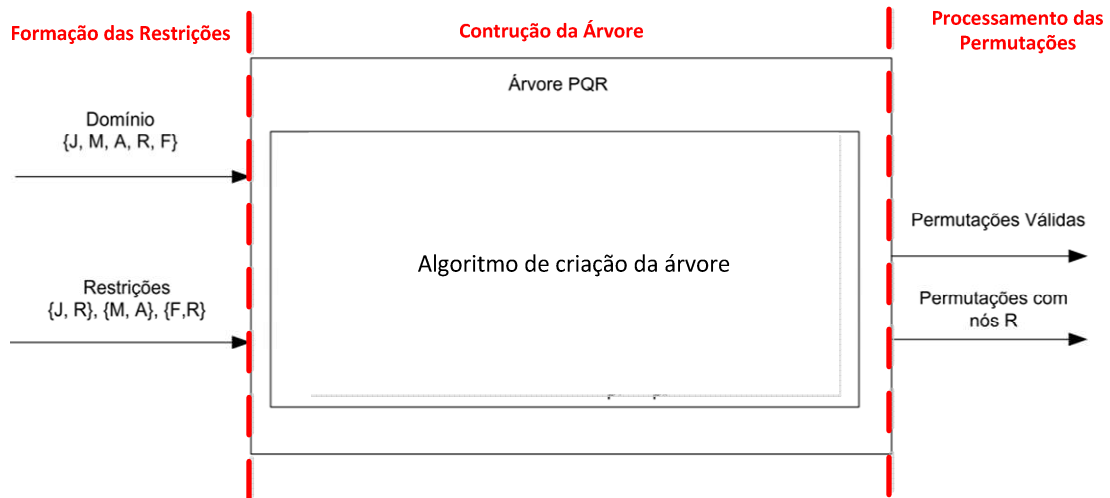 Formação das Restrições
Contrução da Árvore
Processamento das
Permutações
Árvore PQR
Domínio
{J, M, A, R, F}
Algoritmo de criação da árvore
Restrições
{J, R}, {M, A}, {F,R}
Permutações Válidas
Permutações com
nós R